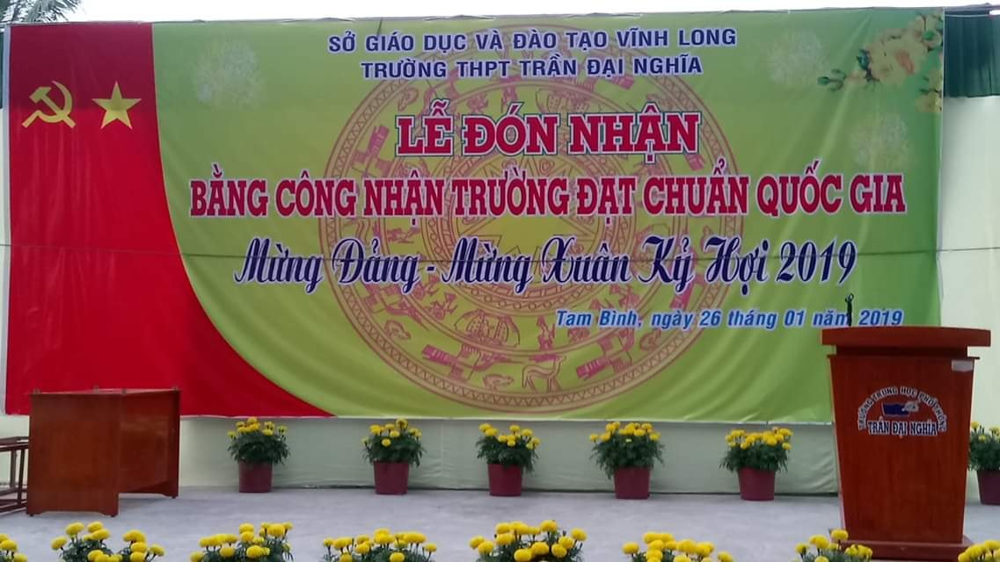 SỞ GIÁO DỤC VÀ ĐÀO TẠO VĨNH LONG
TRƯỜNG THPT TRẦN ĐẠI NGHĨA
LỄ ĐÓN NHẬN
BẰNG CÔNG NHẬN TRƯỜNG ĐẠT CHUẨN QUỐC GIA
Mừng Đảng - Mừng Xuân Kỷ Hợi 2019
Tam Bình, ngày 26 tháng 01 năm 2019
TRƯỜNG TRUNG HỌC PHỔ THÔNG
TRẦN ĐẠI NGHĨA